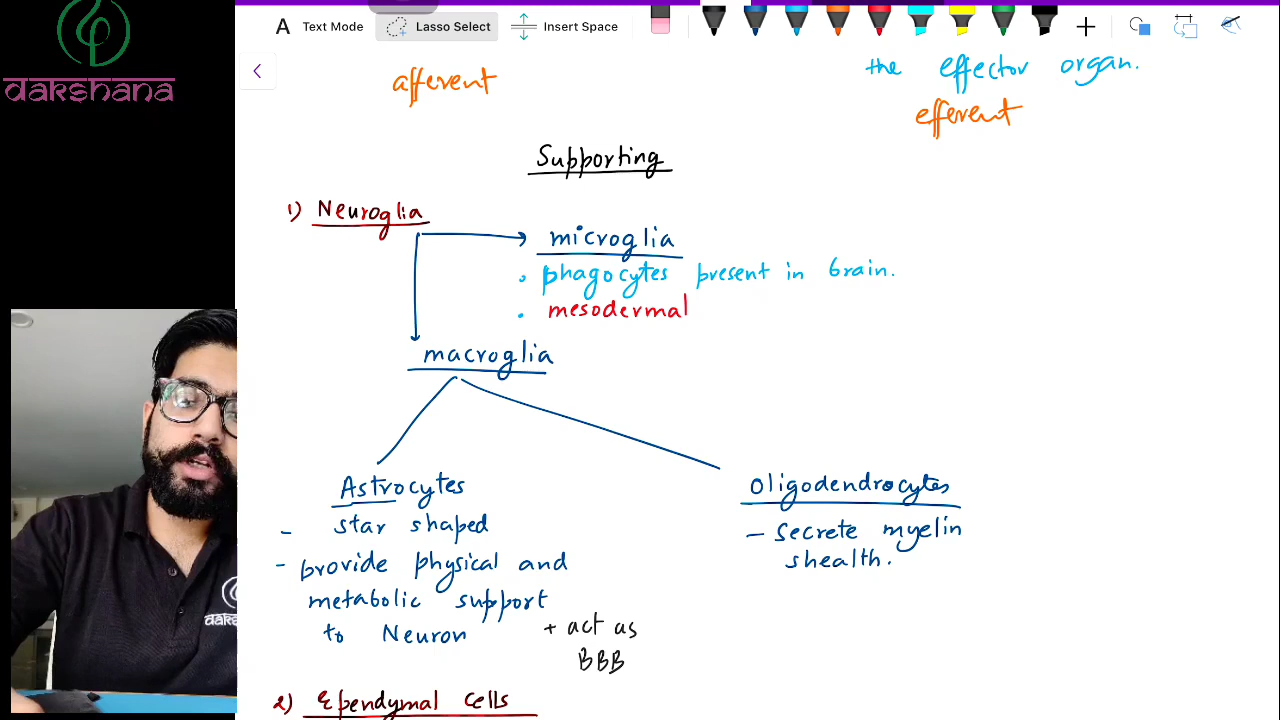 Text Mode Lasso Select Insert Space
dakshana
the effector organ.
afferent
efferent
Supporting
1) Neuroglia
microglia
• phagocytes present in brain.
• mesodermal
macroglia
Astrocytes
- star shaped
- provide physical and
metabolic support
to Neuron
+ act as
BBB
Oligodendrocytes
- secrete myelin
shealth.
2) Ependymal cells
daksha